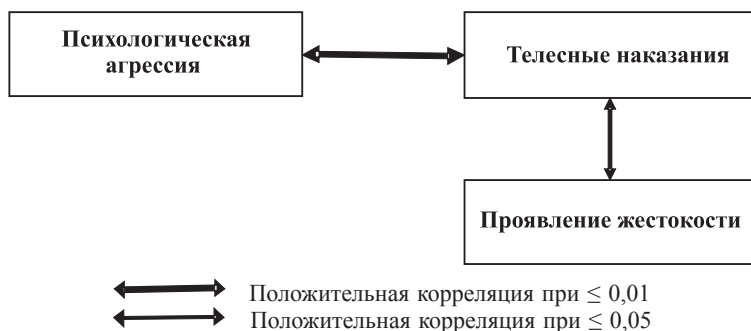 Психологическая
агрессия
Телесные наказания
Проявление жестокости
Положительная корреляция при ≤ 0,01
Положительная корреляция при ≤ 0,05